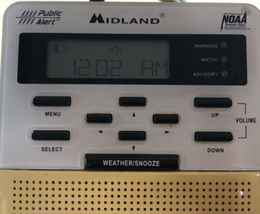 Public Alert
MIDLAND
NOAA
WARNING
WATCH
ADVISORY
12:02 AM
MENU
UP
VOLUME
SELECT
DOWN
WEATHER/SNOOZE